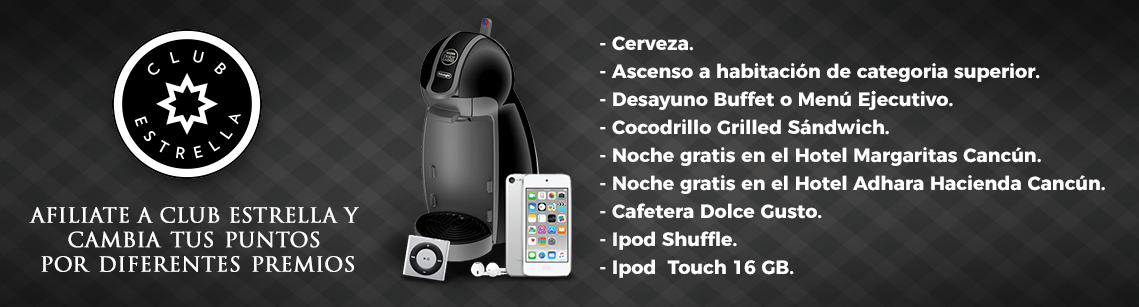 CLUB
ESTRELLA
AFILIATE A CLUB ESTRELLA Y
CAMBIA TUS PUNTOS
POR DIFERENTES PREMIOS
- Cerveza.
- Ascenso a habitación de categoria superior.
- Desayuno Buffet o Menú Ejecutivo.
- Cocodrillo Grilled Sándwich.
- Noche gratis en el Hotel Margaritas Cancún.
- Noche gratis en el Hotel Adhara Hacienda Cancún.
- Cafetera Dolce Gusto.
- Ipod Shuffle.
- Ipod  Touch 16 GB.